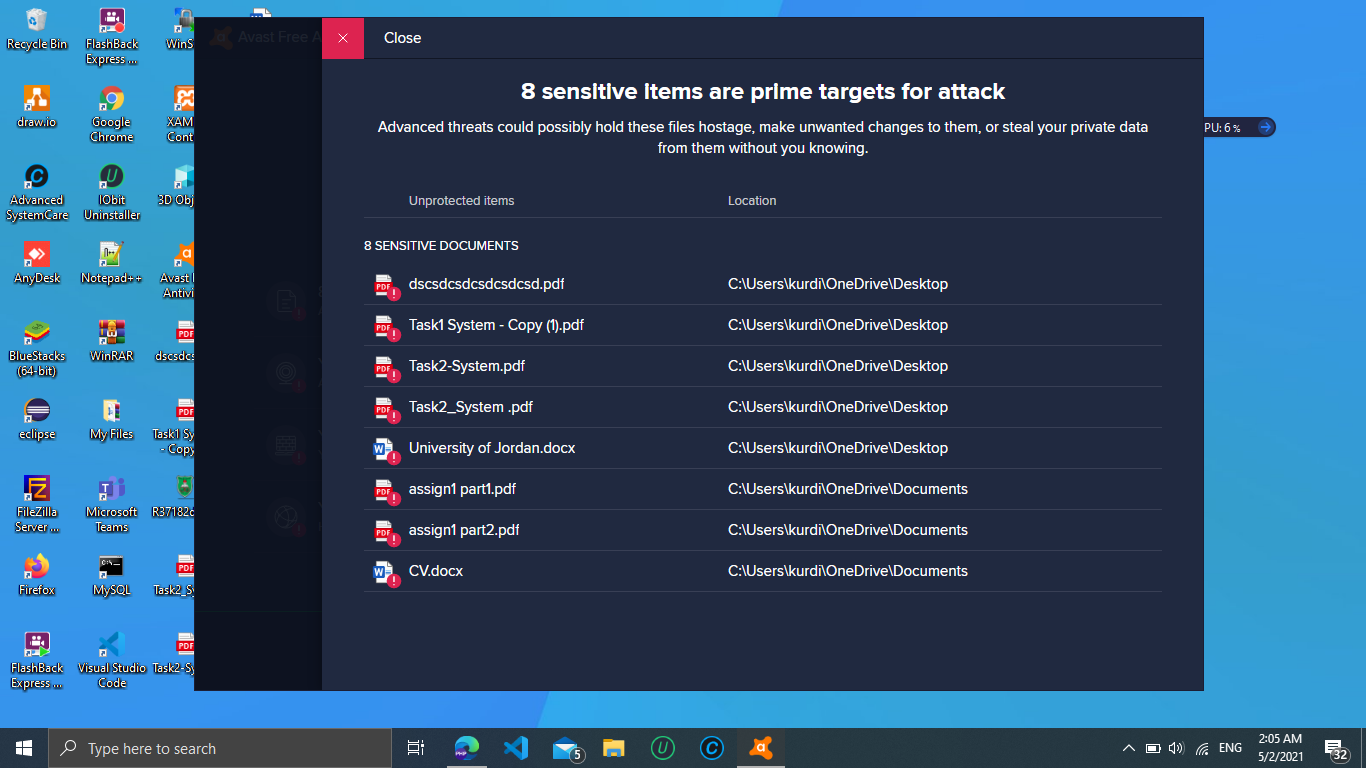 Recycle Bin
FlashBack
Express ...
WinS
draw.io
Google
Chrome
XAM
Cont
Advanced
SystemCare
IObit
Uninstaller
3D Obj
AnyDesk
Notepad++
Avast
Antivi
BlueStacks
(64-bit)
WinRAR
dscsdcs
eclipse
My Files
Task1 Sy
- Copy
FileZilla
Server ...
Microsoft
Teams
R37182
Firefox
MySQL
Task2_Sy
FlashBack
Express ...
Visual Studio
Code
Task2-Sy
Avast Free A
Close
8 sensitive items are prime targets for attack
Advanced threats could possibly hold these files hostage, make unwanted changes to them, or steal your private data
from them without you knowing.
Unprotected items Location
8 SENSITIVE DOCUMENTS
dscsdcsdcsdcsdcsd.pdf C:\Users\kurdi\OneDrive\Desktop
Task1 System - Copy (1).pdf C:\Users\kurdi\OneDrive\Desktop
Task2-System.pdf C:\Users\kurdi\OneDrive\Desktop
Task2_System .pdf C:\Users\kurdi\OneDrive\Desktop
University of Jordan.docx C:\Users\kurdi\OneDrive\Desktop
assign1 part1.pdf C:\Users\kurdi\OneDrive\Documents
assign1 part2.pdf C:\Users\kurdi\OneDrive\Documents
CV.docx C:\Users\kurdi\OneDrive\Documents
PU: 6%
Type here to search
5
ENG
2:05 AM
5/2/2021
32